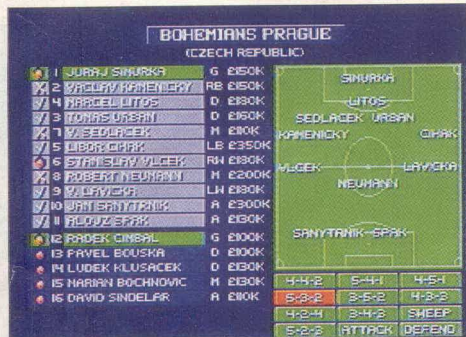 BOHEMIANS PRAGUE
(CZECH REPUBLIC)
1 JURAJ SINURKA G £150K
2 VACLAV KAMENICKY RB £150K
4 MARCEL LITOS D £180K
3 TOMAS URBAN D £160K
7 V. SEDLACEK M £110K
5 LIBOR CIHAK LB £350K
6 STANISLAV VLCEK RW £180K
8 ROBERT NEUMANN M £200K
9 V. LAVICKA LW £180K
10 JAN SANYTRNIK A £300K
11 ALOUZ SPAK A £130K
12 RADEK CINBAL G £100K
13 PAVEL BOUSKA D £100K
14 LUDEK KLUSACEK D £130K
15 MARIAN BOCHNOVIC M £130K
16 DAVID SINDELAR A £110K
SINURKA
LITOS
SEDLACEK URBAN
KAMENICKY CIHAK
VLCEK LAVICKA
NEUMANN
SANYTRNIK SPAK
4-4-2 5-4-1 4-5-1
5-3-2 3-5-2 4-3-3
4-2-4 3-4-3 SWEEP
5-2-3 ATTACK DEFEND